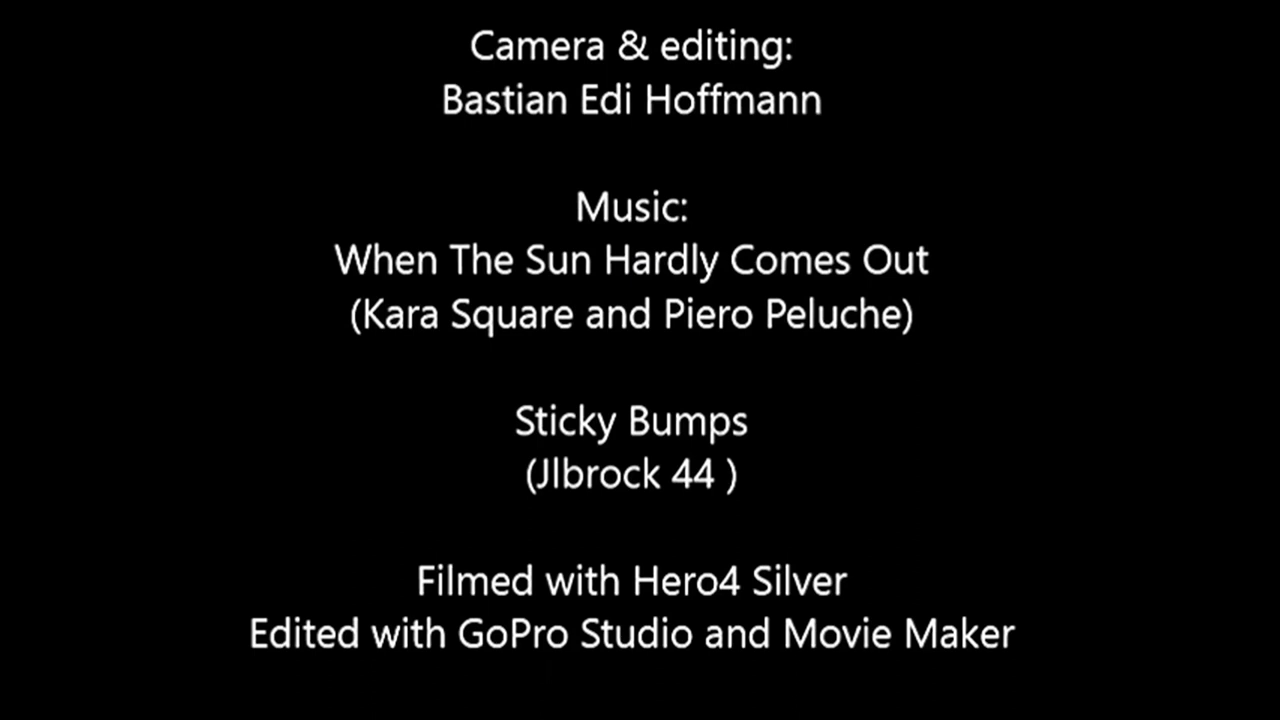 Camera & editing:
Bastian Edi Hoffmann
Music:
When The Sun Hardly Comes Out
(Kara Square and Piero Peluche)
Sticky Bumps
(Jlbrock 44 )
Filmed with Hero4 Silver
Edited with GoPro Studio and Movie Maker